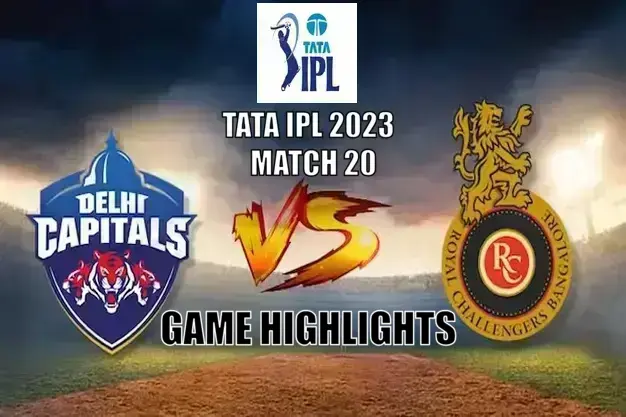 TATA
IPL
TATA IPL 2023
MATCH 20
VS
DELHI
CAPITALS
RC
ROYAL CHALLENGERS BANGALORE
GAME HIGHLIGHTS